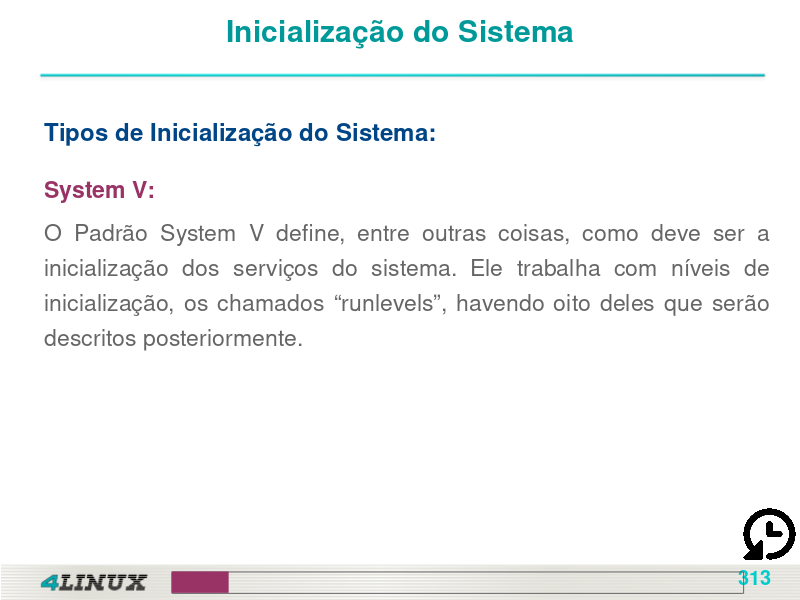 Inicialização do Sistema
Tipos de Inicialização do Sistema:
System V:
O Padrão System V define, entre outras coisas, como deve ser a
inicialização dos serviços do sistema. Ele trabalha com níveis de
inicialização, os chamados “runlevels”, havendo oito deles que serão
descritos posteriormente.
4LINUX
313